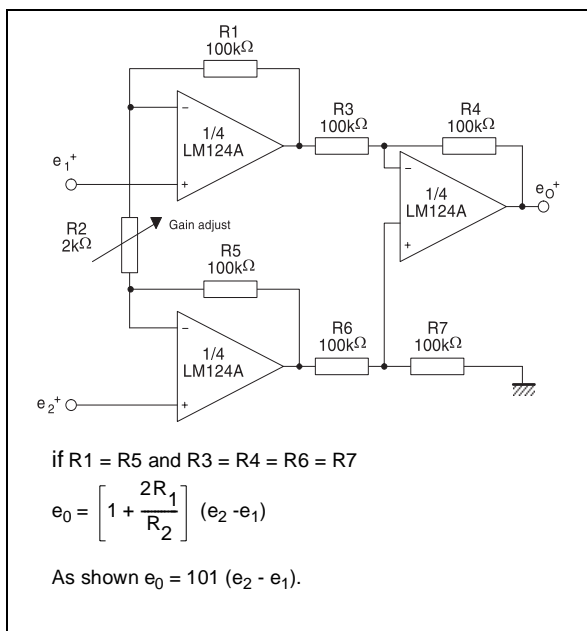 R1
100kΩ
R3
100kΩ
R4
100kΩ
1/4
LM124A
e1+
1/4
LM124A
eO+
R2
2kΩ
Gain adjust
R5
100kΩ
R6
100kΩ
R7
100kΩ
1/4
LM124A
e2+
if R1 = R5 and R3 = R4 = R6 = R7
e0 = [1 + 2R1/R2] (e2 -e1)
As shown e0 = 101 (e2 - e1).